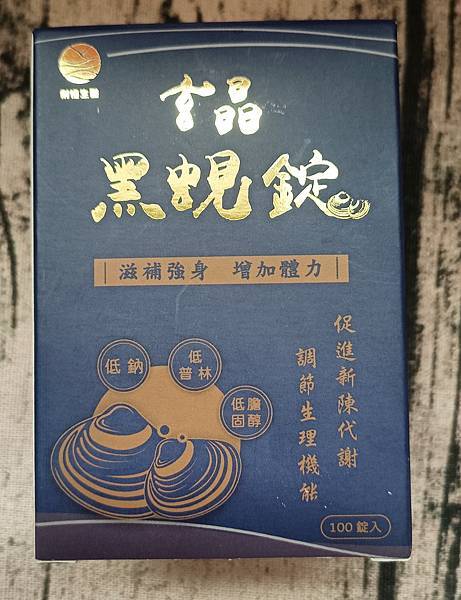 玄晶
黑蜆錠
滋補強身 增加體力
促進新陳代謝
調節生理機能
低鈉
低
普林
低膽
固醇
100錠入